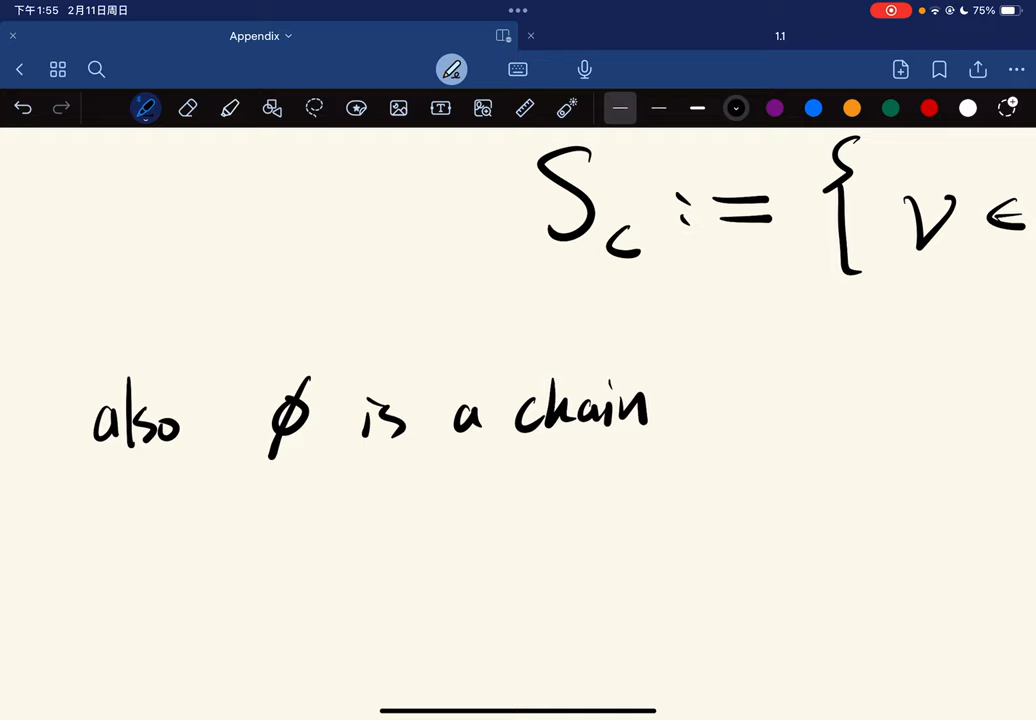 下午1:55 2月11日周日
75%
Appendix
1.1
S_c := { v ∈
also ϕ is a chain